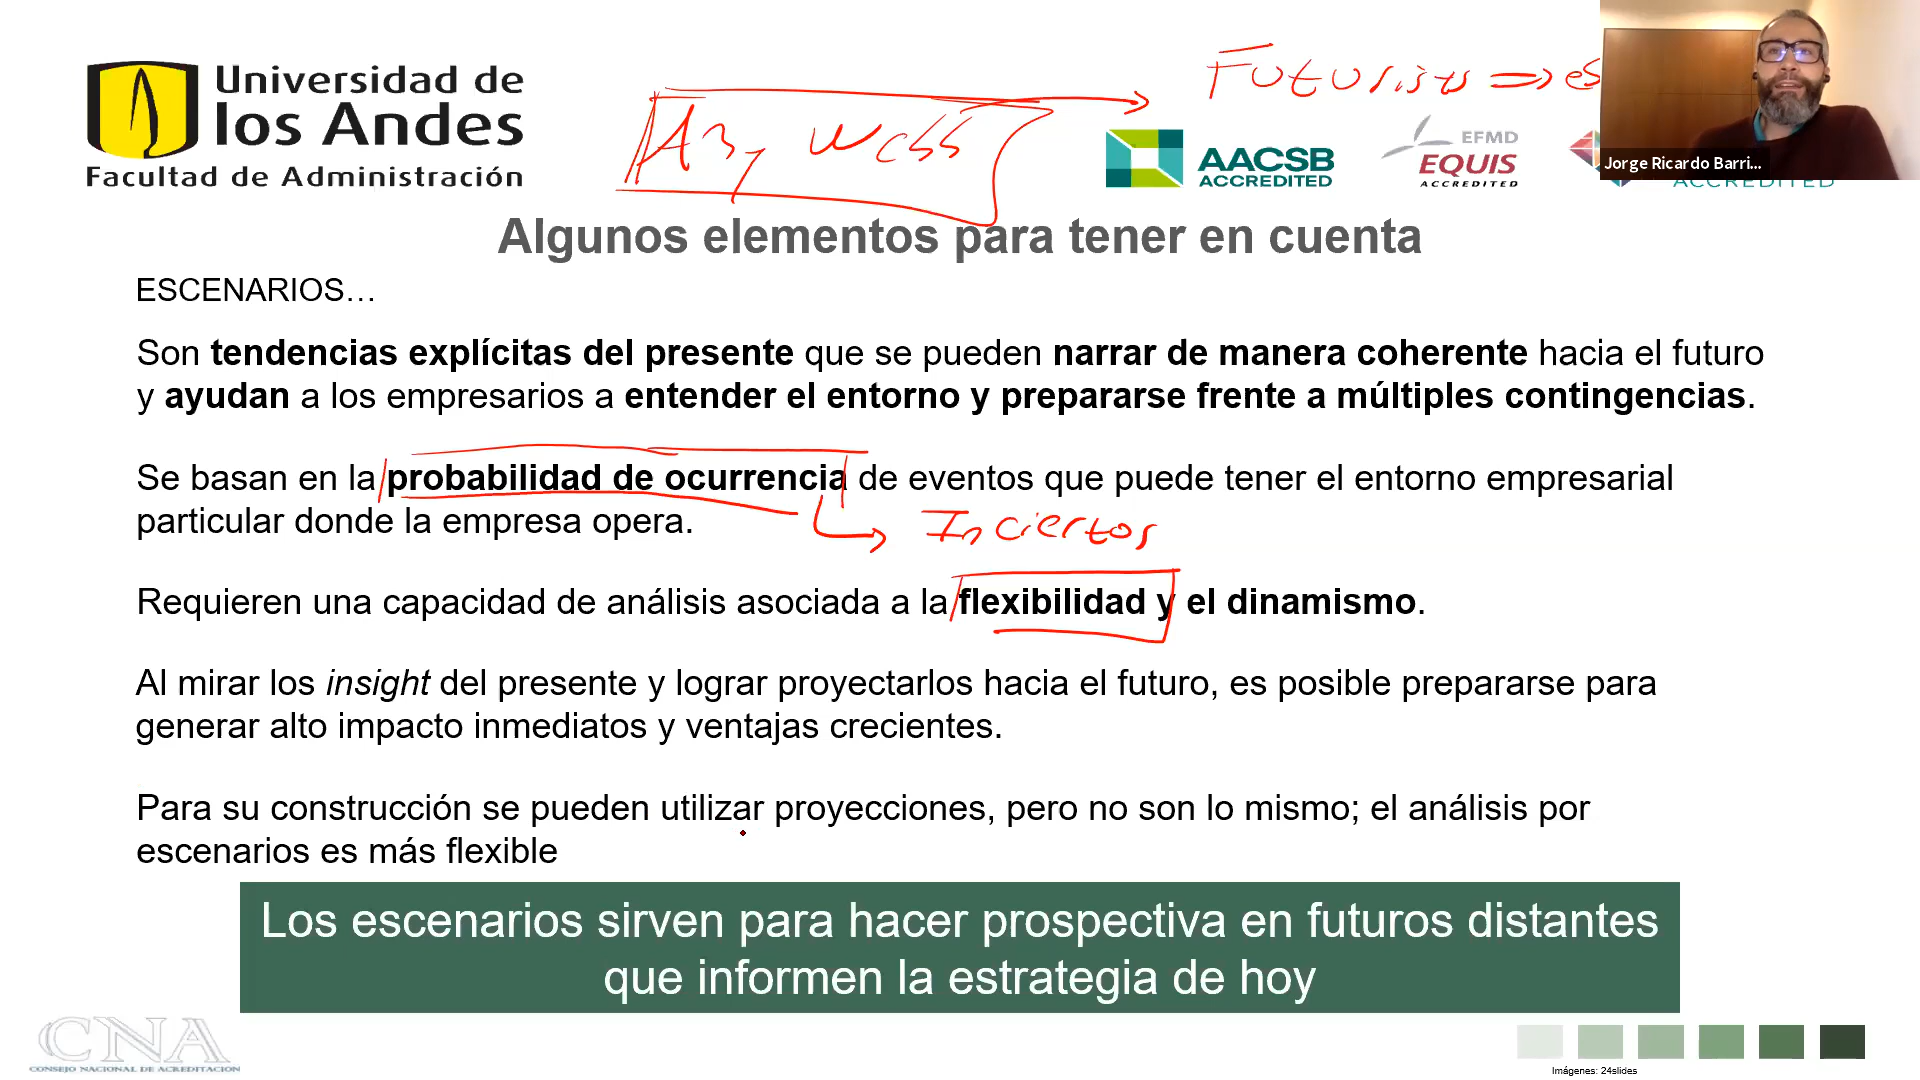 Universidad de
los Andes
Facultad de Administración
Futurists => es
AACSB
ACCREDITED
EFMD
EQUIS
ACCREDITED
Jorge Ricardo Barri...
ACCREDITED
Algunos elementos para tener en cuenta
ESCENARIOS…
Son tendencias explícitas del presente que se pueden narrar de manera coherente hacia el futuro
y ayudan a los empresarios a entender el entorno y prepararse frente a múltiples contingencias.
Se basan en la probabilidad de ocurrencia de eventos que puede tener el entorno empresarial
particular donde la empresa opera.
Inciertos
Requieren una capacidad de análisis asociada a la flexibilidad y el dinamismo.
Al mirar los insight del presente y lograr proyectarlos hacia el futuro, es posible prepararse para
generar alto impacto inmediatos y ventajas crecientes.
Para su construcción se pueden utilizar proyecciones, pero no son lo mismo; el análisis por
escenarios es más flexible
Los escenarios sirven para hacer prospectiva en futuros distantes
que informen la estrategia de hoy
CNA
CONSEJO NACIONAL DE ACREDITACIÓN
Imágenes: 24slides